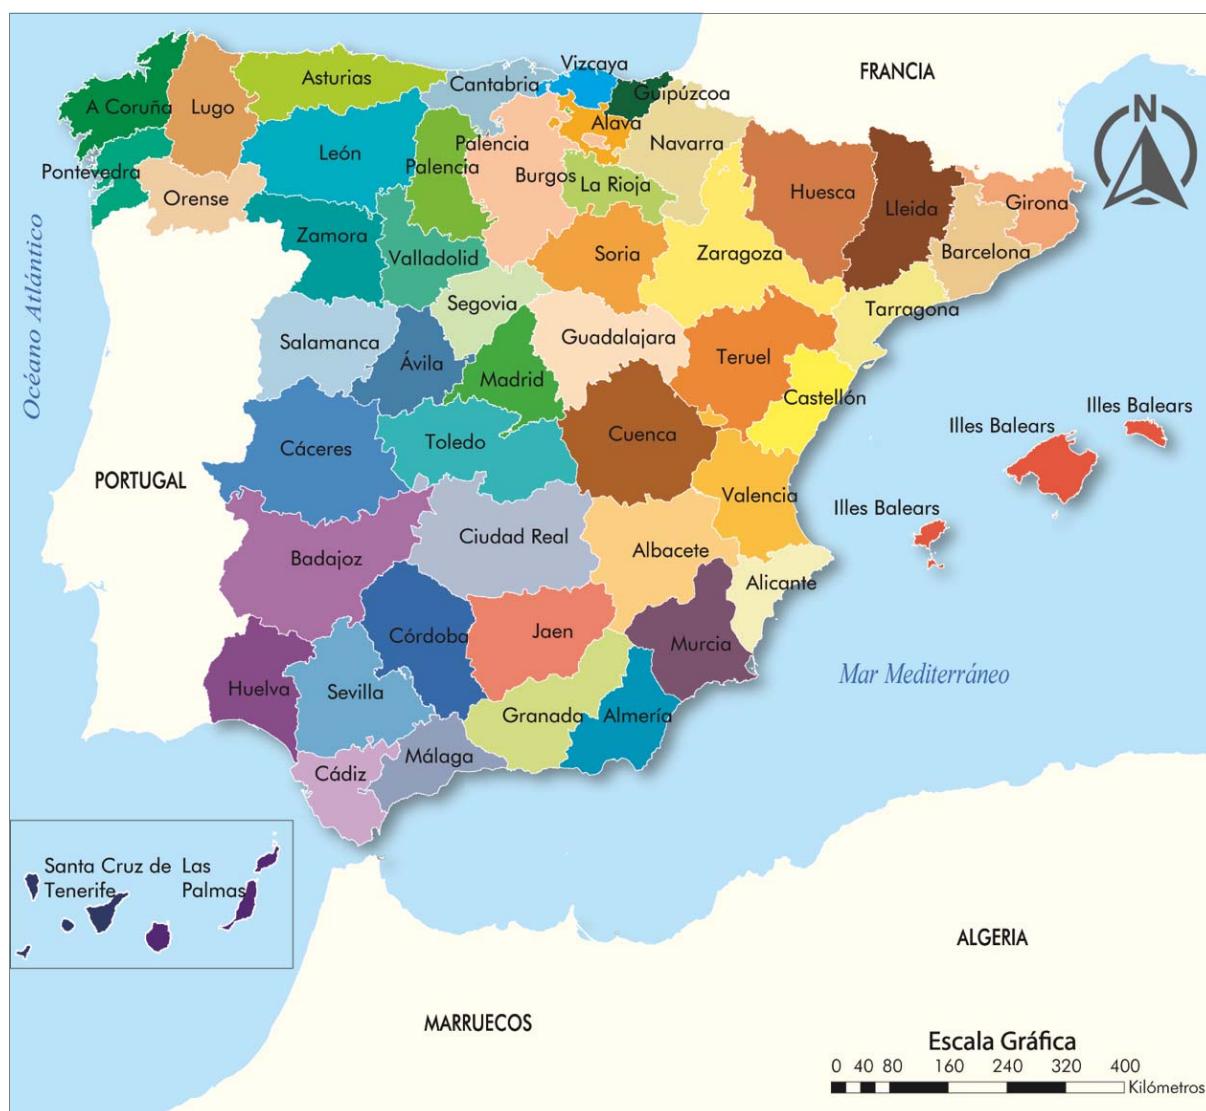 FRANCIA
N
Vizcaya
Asturias
Cantabria
Guipúzcoa
A Coruña
Lugo
Alava
León
Palencia
Palencia
Navarra
Pontevedra
Orense
Burgos
La Rioja
Huesca
Lleida
Girona
Zamora
Valladolid
Soria
Zaragoza
Barcelona
Océano Atlántico
Segovia
Tarragona
Salamanca
Ávila
Guadalajara
Teruel
Madrid
Castellón
Illes Balears
Illes Balears
Cáceres
Toledo
Cuenca
PORTUGAL
Valencia
Illes Balears
Badajoz
Ciudad Real
Albacete
Alicante
Córdoba
Jaen
Murcia
Mar Mediterráneo
Huelva
Sevilla
Granada
Almería
Málaga
Cádiz
Santa Cruz de
Tenerife
Las
Palmas
ALGERIA
MARRUECOS
Escala Gráfica
0 40 80 160 240 320 400
Kilómetros